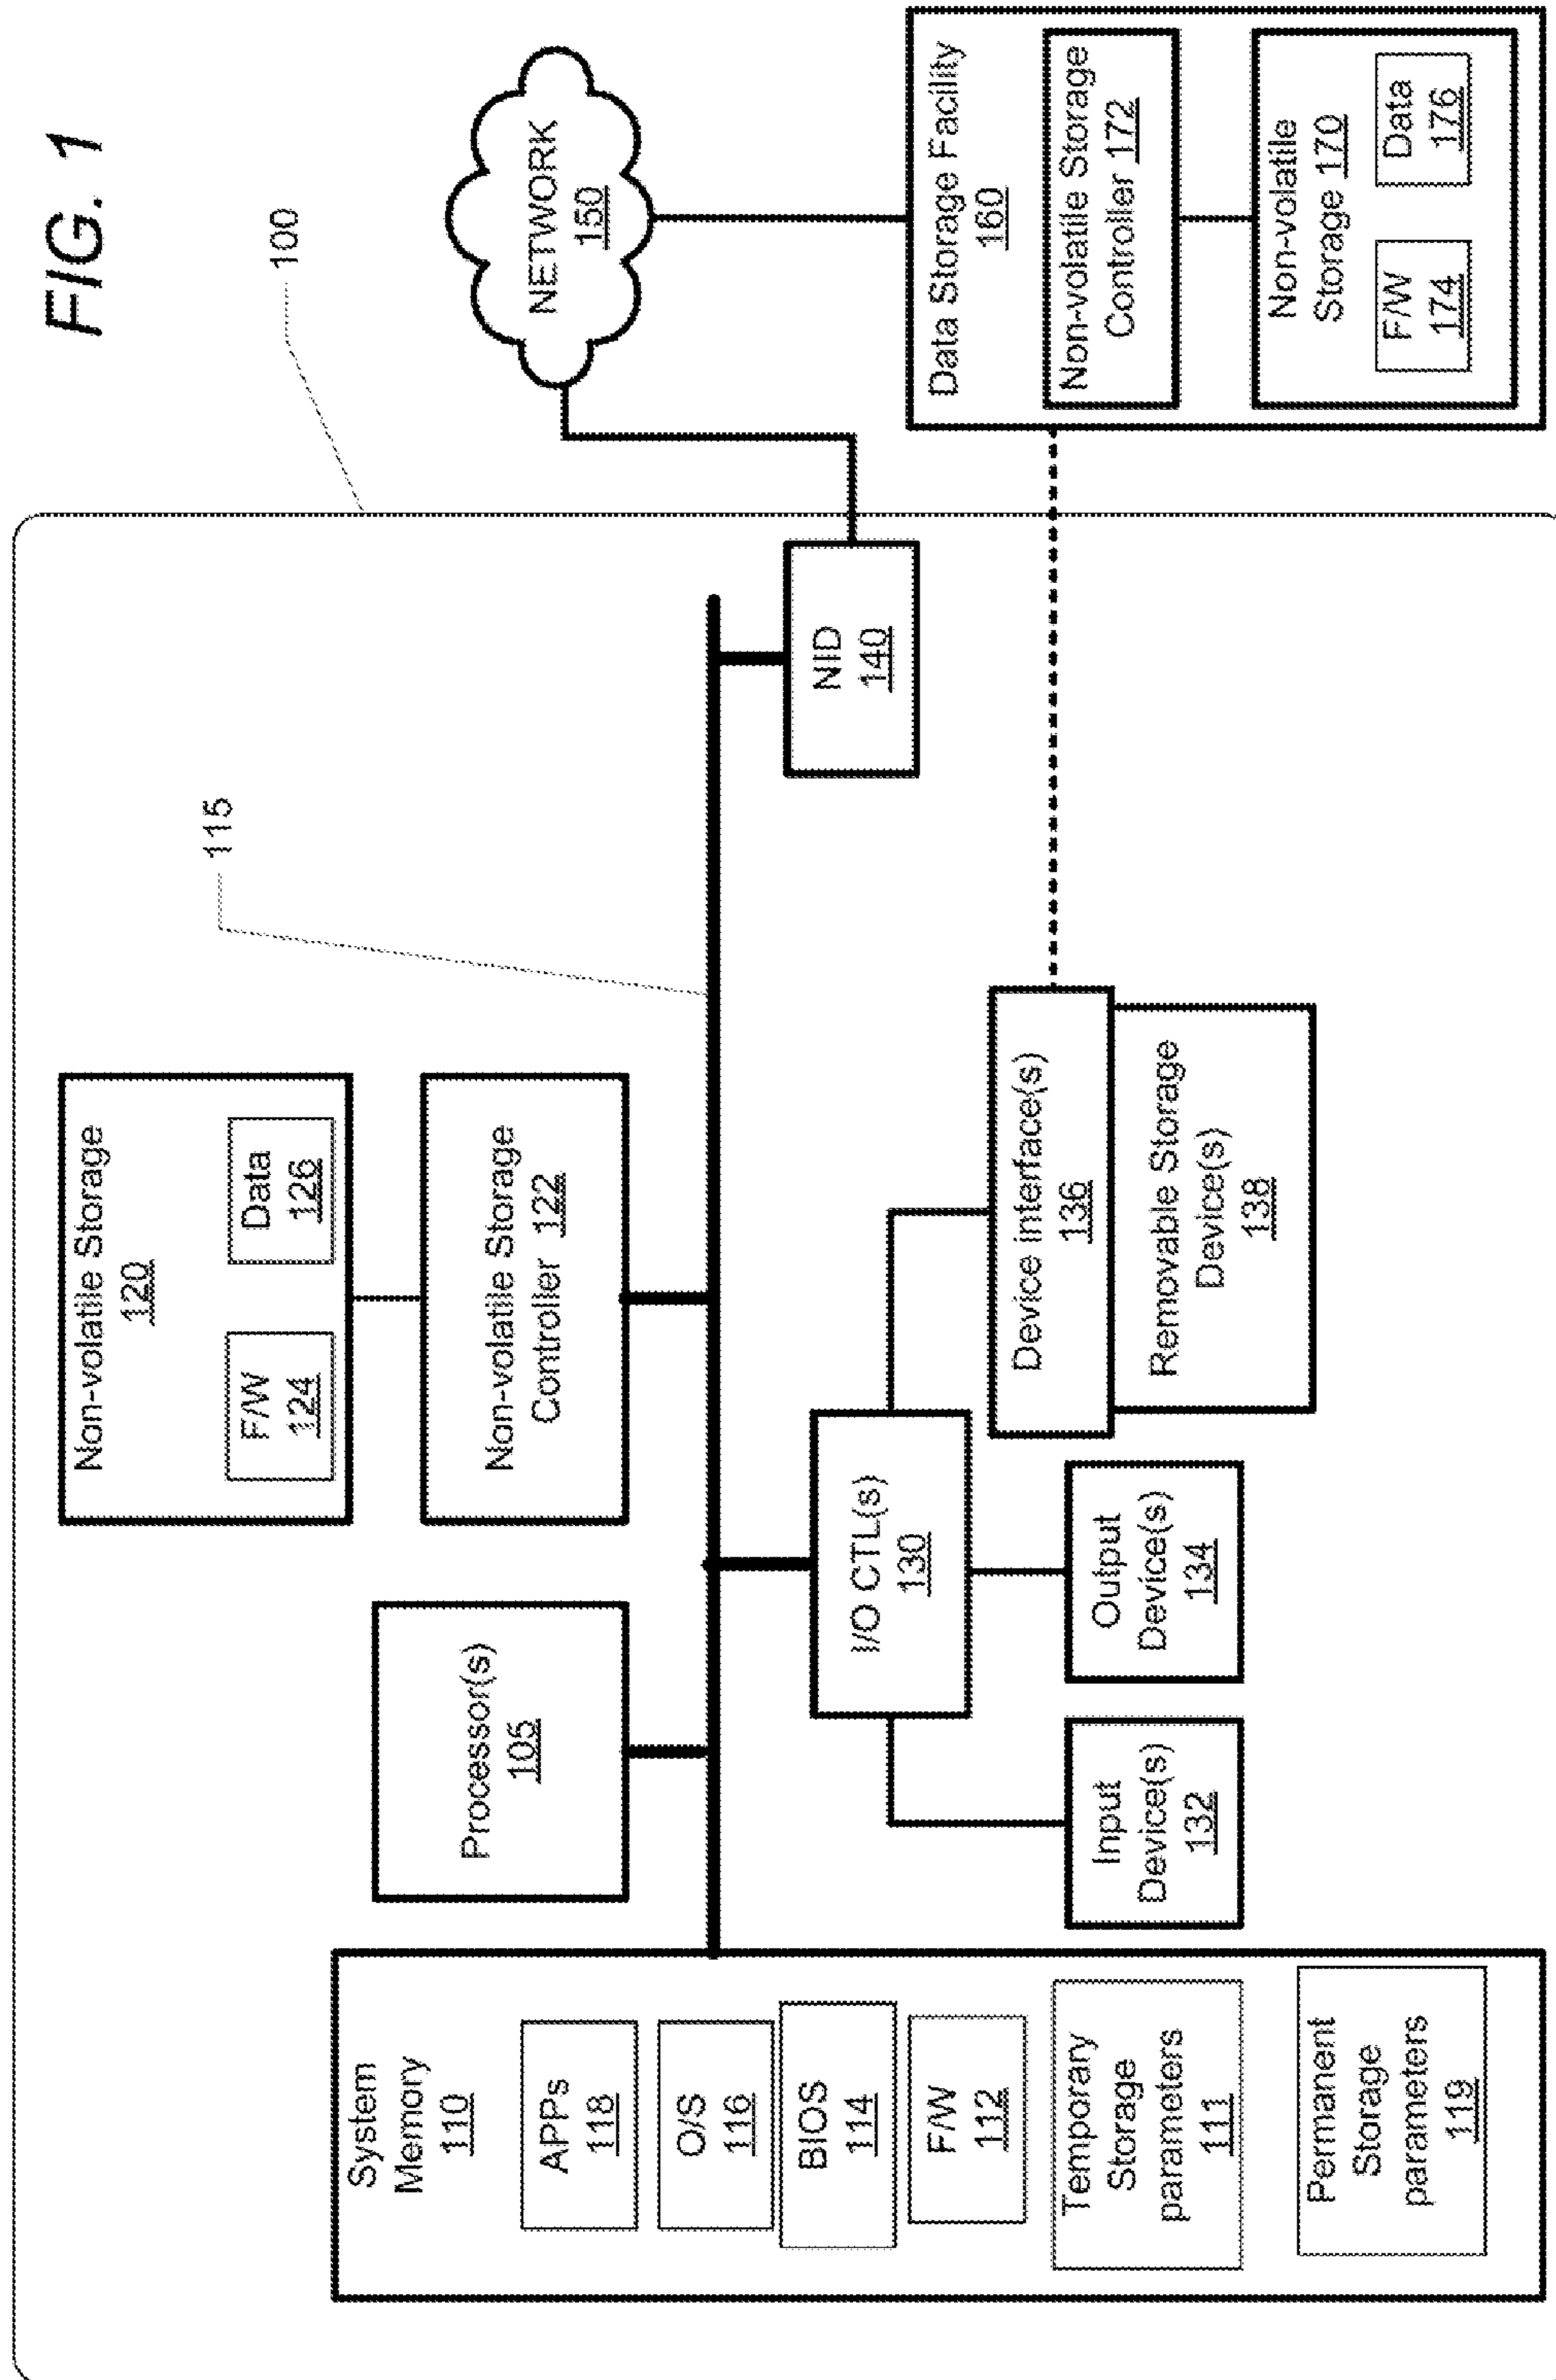 FIG. 1
100
115
System
Memory
110
APPs
118
O/S
116
BIOS
114
F/W
112
Temporary
Storage
parameters
111
Permanent
Storage
parameters
119
Processor(s)
105
Non-volatile Storage
120
F/W
124
Data
126
Non-volatile Storage
Controller 122
I/O CTL(s)
130
Input
Device(s)
132
Output
Device(s)
134
Device interface(s)
136
Removable Storage
Device(s)
138
NID
140
NETWORK
150
Data Storage Facility
160
Non-volatile Storage
Controller 172
Non-volatile
Storage 170
F/W
174
Data
176